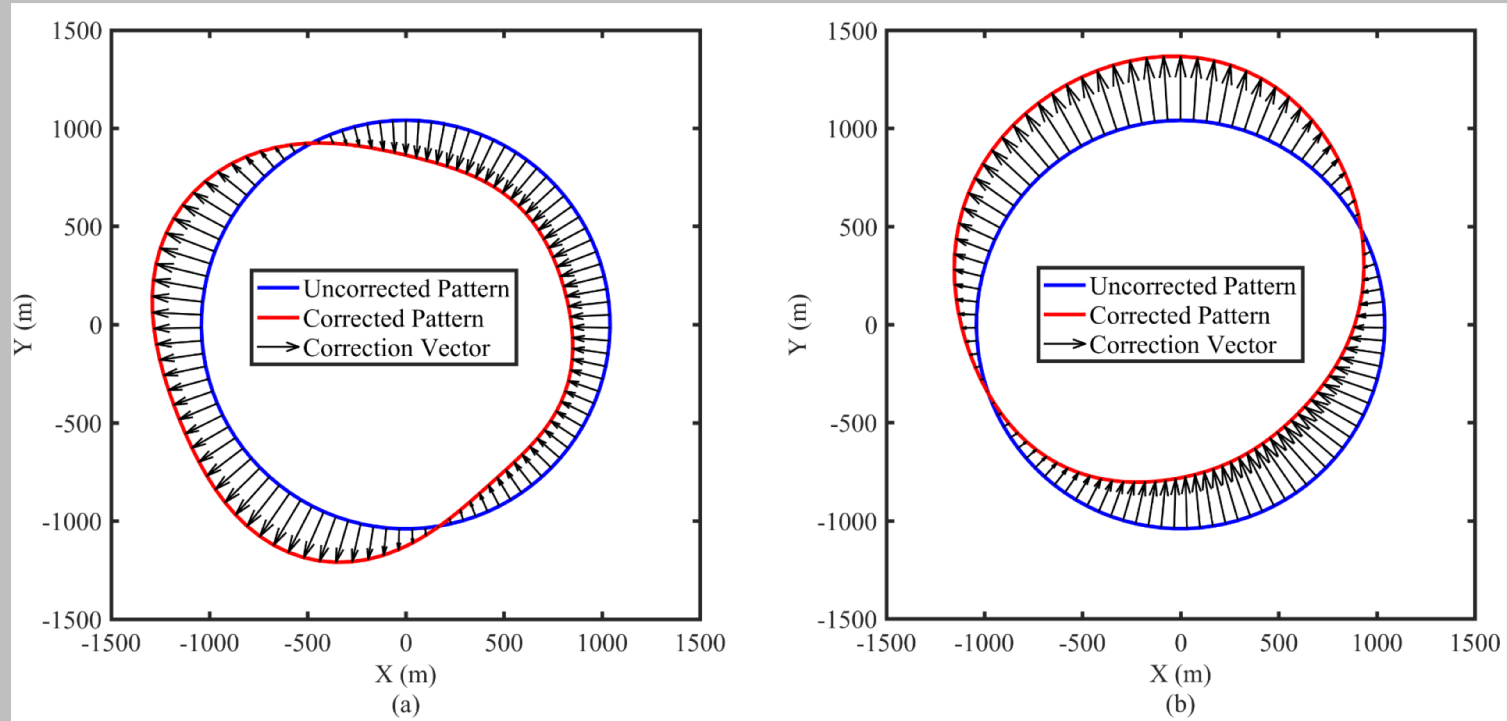 1500
1000
500
0
-500
-1000
-1500
Y (m)
Uncorrected Pattern
Corrected Pattern
Correction Vector
-1500 -1000 -500 0 500 1000 1500
X (m)
(a)
1500
1000
500
0
-500
-1000
-1500
Y (m)
Uncorrected Pattern
Corrected Pattern
Correction Vector
-1500 -1000 -500 0 500 1000 1500
X (m)
(b)